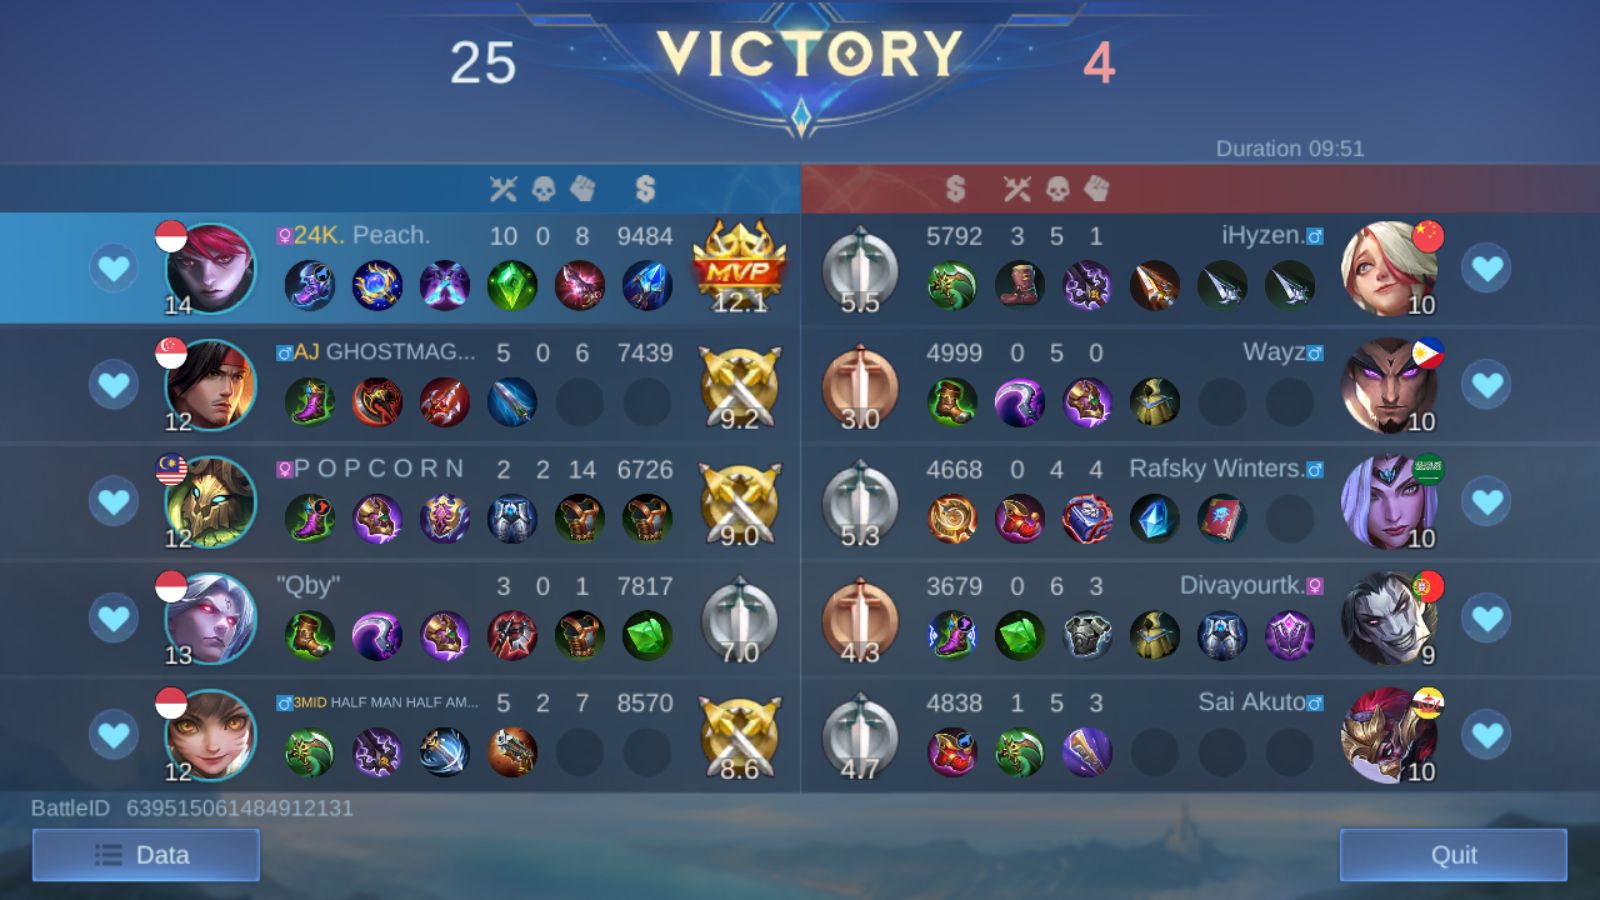 25 VICTORY 4
Duration 09:51
24K. Peach. 10 0 8 9484
14 MVP 12.1
5792 3 5 1 iHyzen.
5.5 10
AJ GHOSTMAG... 5 0 6 7439
12 9.2
4999 0 5 0 Wayz
3.0 10
P O P C O R N 2 2 14 6726
12 9.0
4668 0 4 4 Rafsky Winters.
5.3 10
"Qby" 3 0 1 7817
13 7.0
3679 0 6 3 Divayourtk.
4.3 9
3MID HALF MAN HALF AM... 5 2 7 8570
12 8.6
4838 1 5 3 Sai Akuto
4.7 10
BattleID 639515061484912131
Data
Quit